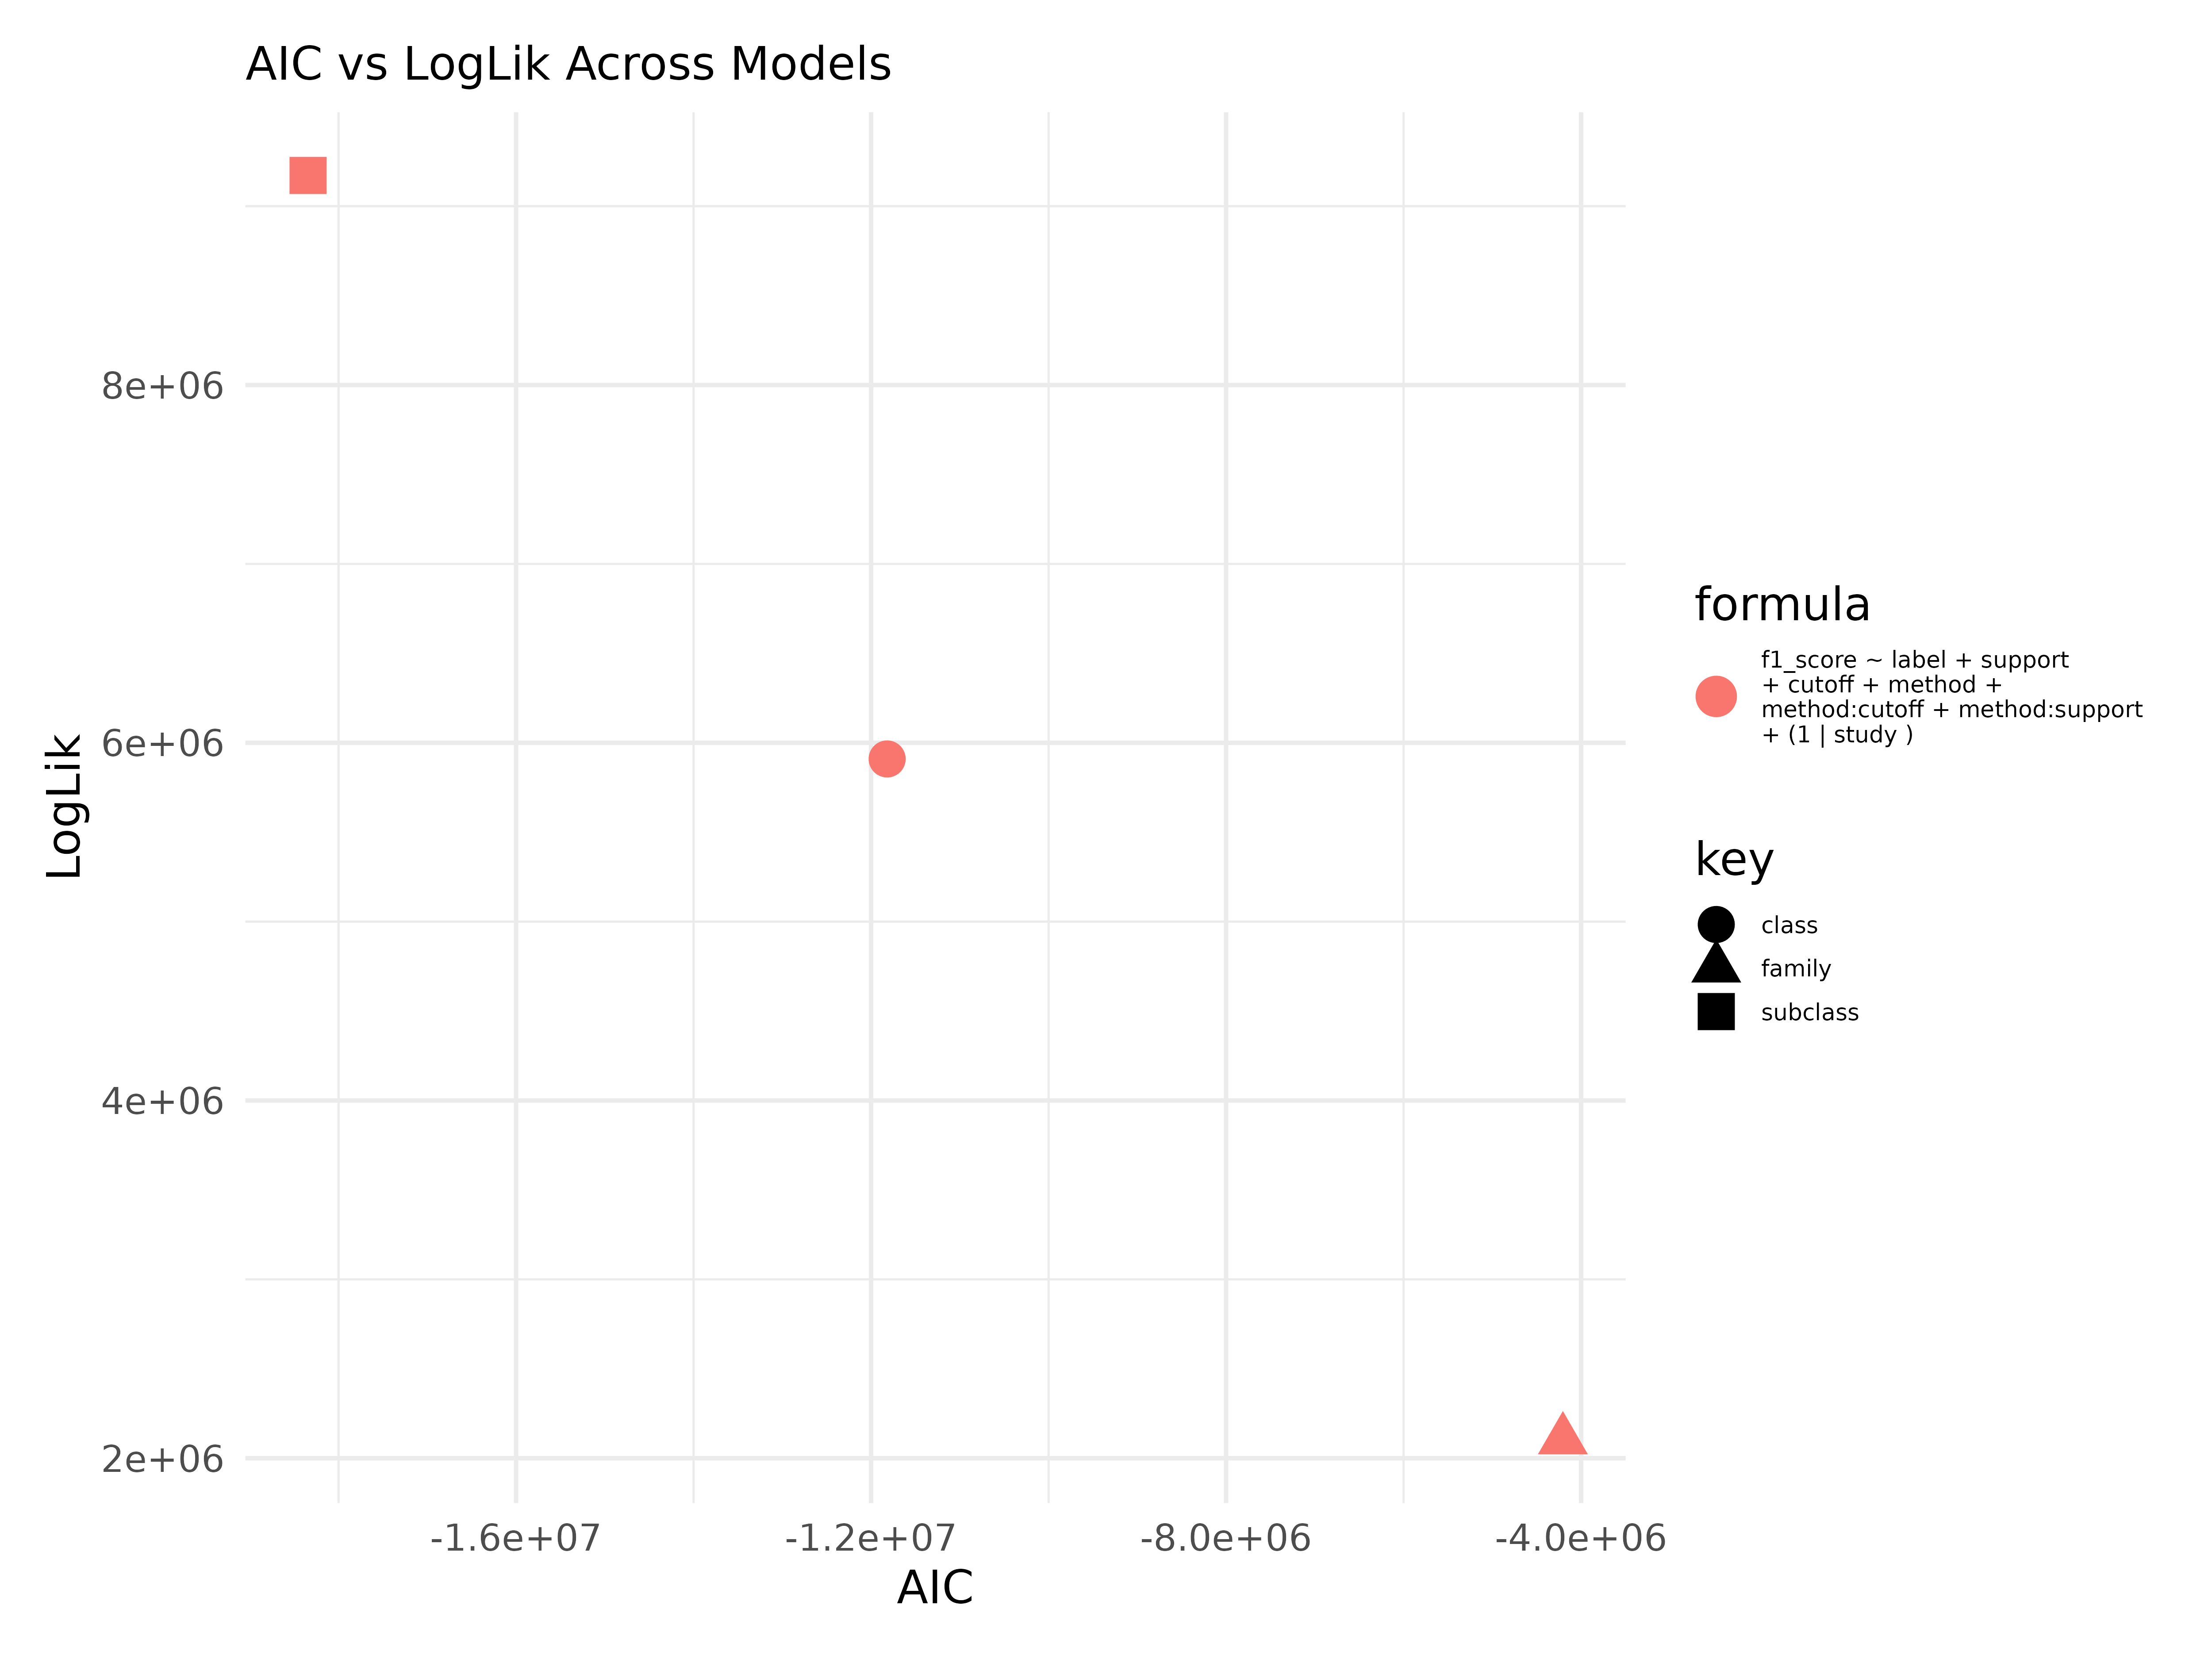 AIC vs LogLik Across Models
LogLik
8e+06
6e+06
4e+06
2e+06
-1.6e+07
-1.2e+07
-8.0e+06
-4.0e+06
AIC
formula
f1_score ~ label + support
+ cutoff + method +
method:cutoff + method:support
+ (1 | study )
key
class
family
subclass